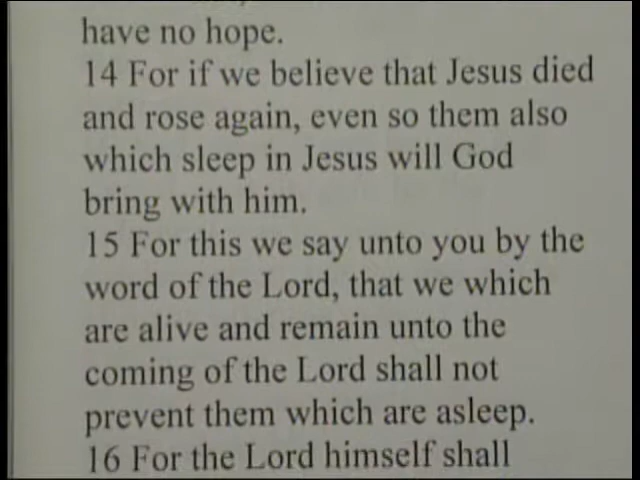 have no hope.
14 For if we believe that Jesus died
and rose again, even so them also
which sleep in Jesus will God
bring with him.
15 For this we say unto you by the
word of the Lord, that we which
are alive and remain unto the
coming of the Lord shall not
prevent them which are asleep.
16 For the Lord himself shall